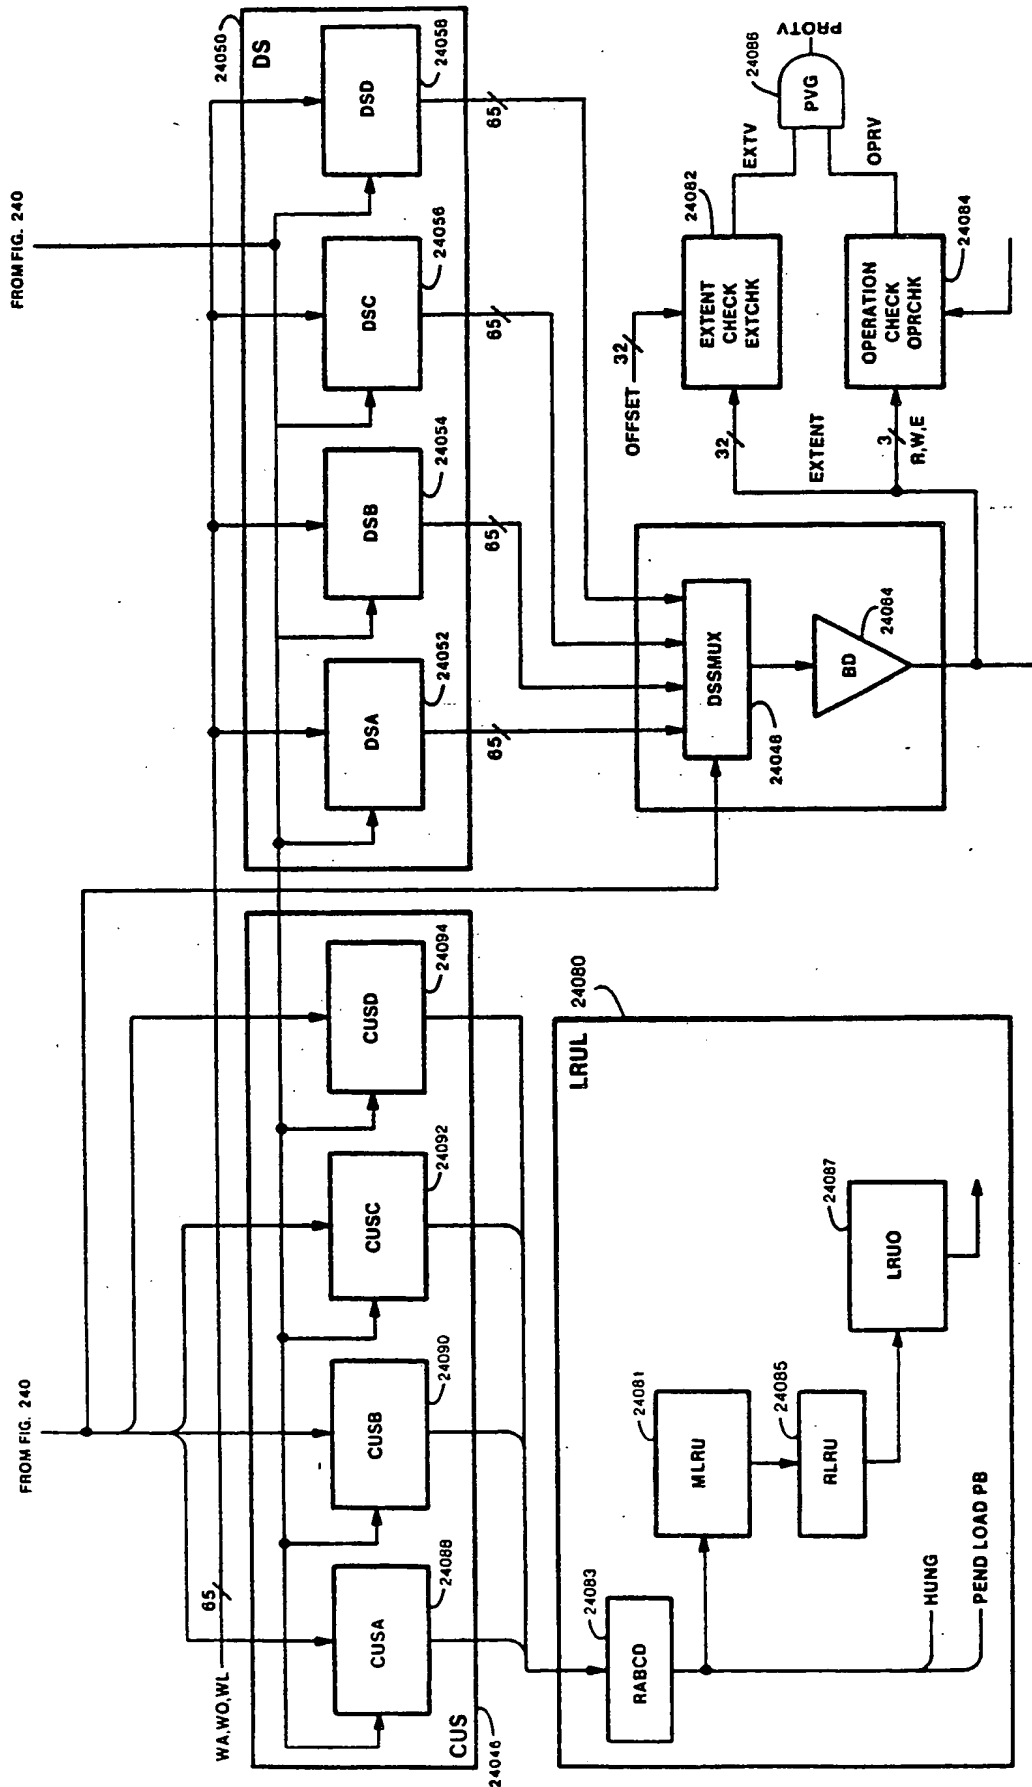 FROM FIG. 240
24050
DS
DSD
24058
DSC
24056
DSB
24054
DSA
24052
65
65
65
65
24086
PROTV
PVG
EXTV
OPRV
24082
EXTENT
CHECK
EXTCHK
24084
OPERATION
CHECK
OPRCHK
OFFSET
32
32
EXTENT
3
R,W,E
DSSMUX
24048
BD
24084
FROM FIG. 240
WA,WO,WL
65
CUS
24046
CUSD
24094
CUSC
24092
CUSB
24090
CUSA
24088
LRUL
24080
RABCD
24083
MLRU
24081
RLRU
24085
LRUO
24087
HUNG
PEND LOAD PB